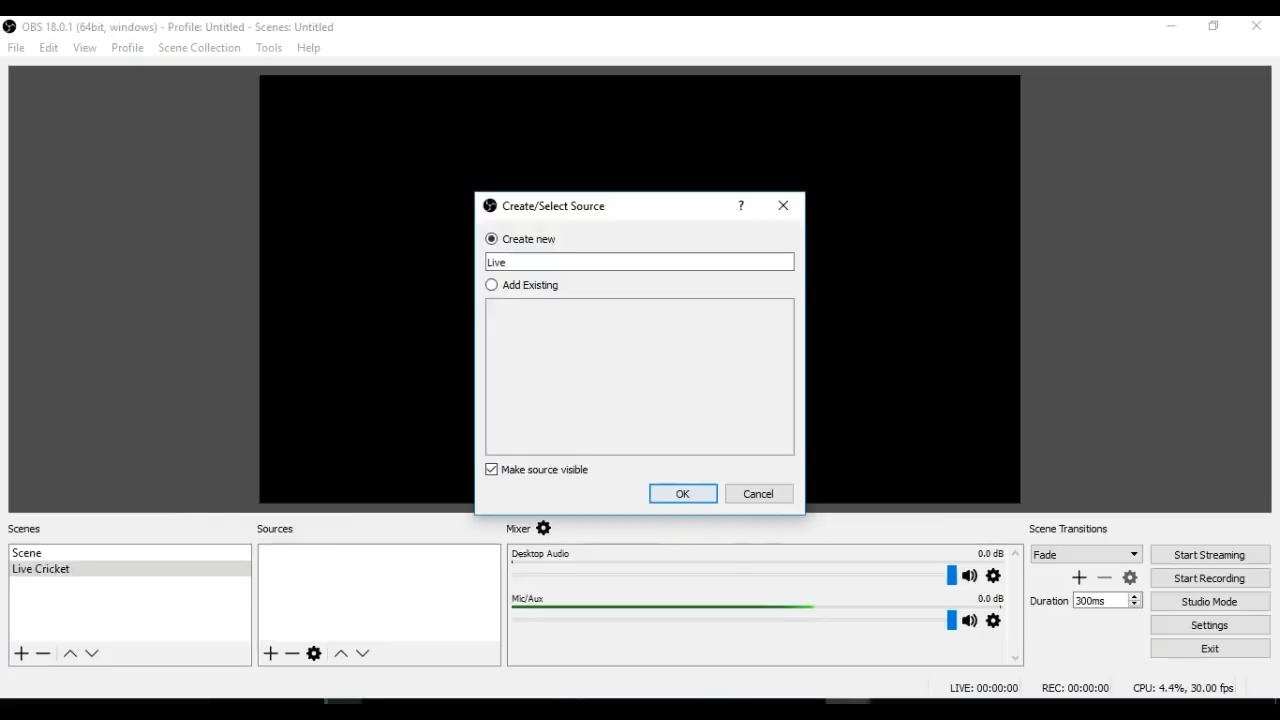 OBS 18.0.1 (64bit, windows) - Profile: Untitled - Scenes: Untitled
File Edit View Profile Scene Collection Tools Help
Create/Select Source ?
Create new
Live
Add Existing
Make source visible
OK Cancel
Scenes Sources Mixer Scene Transitions
Scene
Live Cricket
Desktop Audio 0.0 dB
Mic/Aux 0.0 dB
Fade
Duration 300ms
Start Streaming
Start Recording
Studio Mode
Settings
Exit
LIVE: 00:00:00 REC: 00:00:00 CPU: 4.4%, 30.00 fps